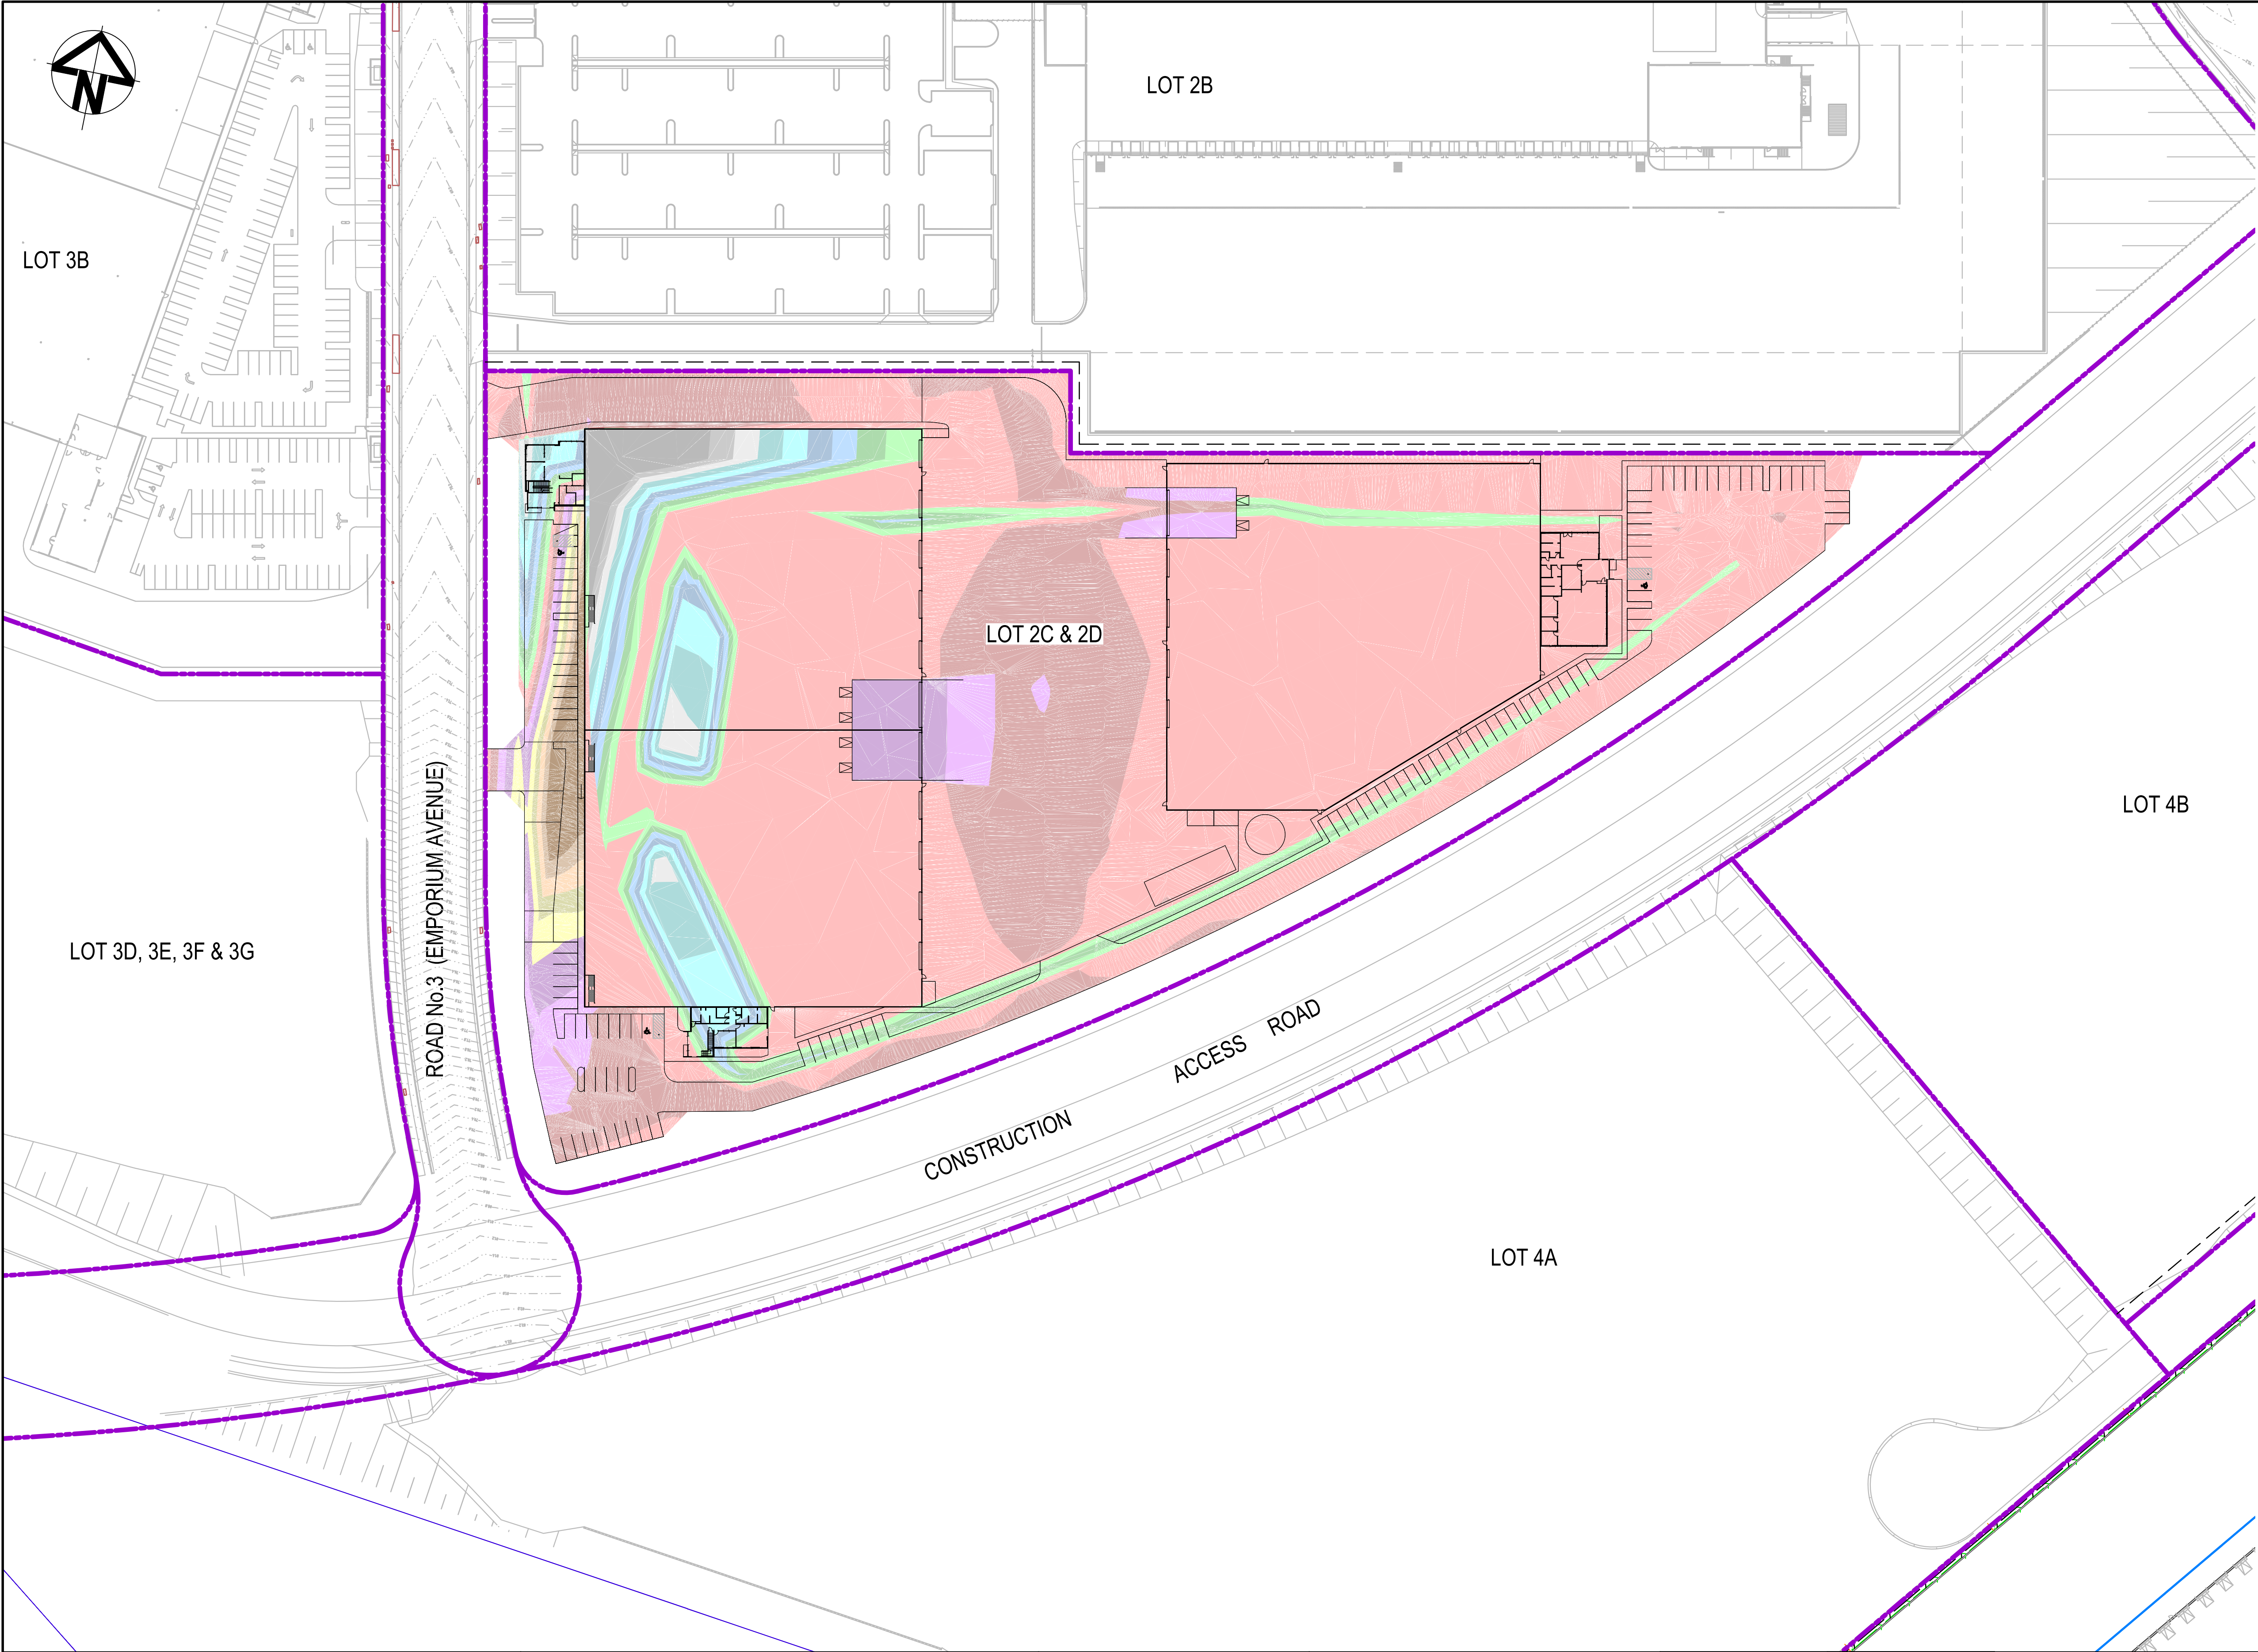 N
LOT 2B
LOT 3B
LOT 2C & 2D
LOT 4B
ROAD No.3 (EMPORIUM AVENUE)
LOT 3D, 3E, 3F & 3G
CONSTRUCTION ACCESS ROAD
LOT 4A